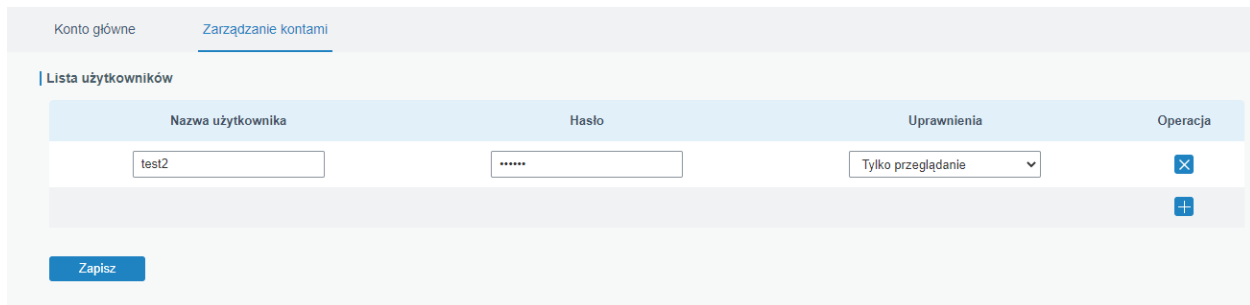 Konto główne Zarządzanie kontami
Lista użytkowników
Nazwa użytkownika Hasło Uprawnienia Operacja
test2 •••••• Tylko przeglądanie
Zapisz